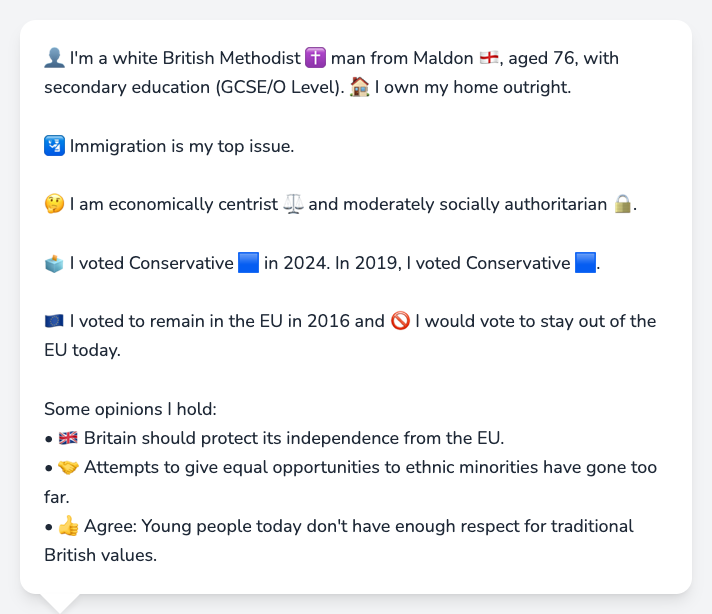 👤 I'm a white British Methodist ✝️ man from Maldon 🏴󠁧󠁢󠁥󠁮󠁧󠁿, aged 76, with
secondary education (GCSE/O Level). 🏠 I own my home outright.
🛂 Immigration is my top issue.
🤔 I am economically centrist ⚖️ and moderately socially authoritarian 🔒.
🗳️ I voted Conservative 🟦 in 2024. In 2019, I voted Conservative 🟦.
🇪🇺 I voted to remain in the EU in 2016 and 🚫 I would vote to stay out of the
EU today.
Some opinions I hold:
• 🇬🇧 Britain should protect its independence from the EU.
• 🤝 Attempts to give equal opportunities to ethnic minorities have gone too
far.
• 👍 Agree: Young people today don't have enough respect for traditional
British values.